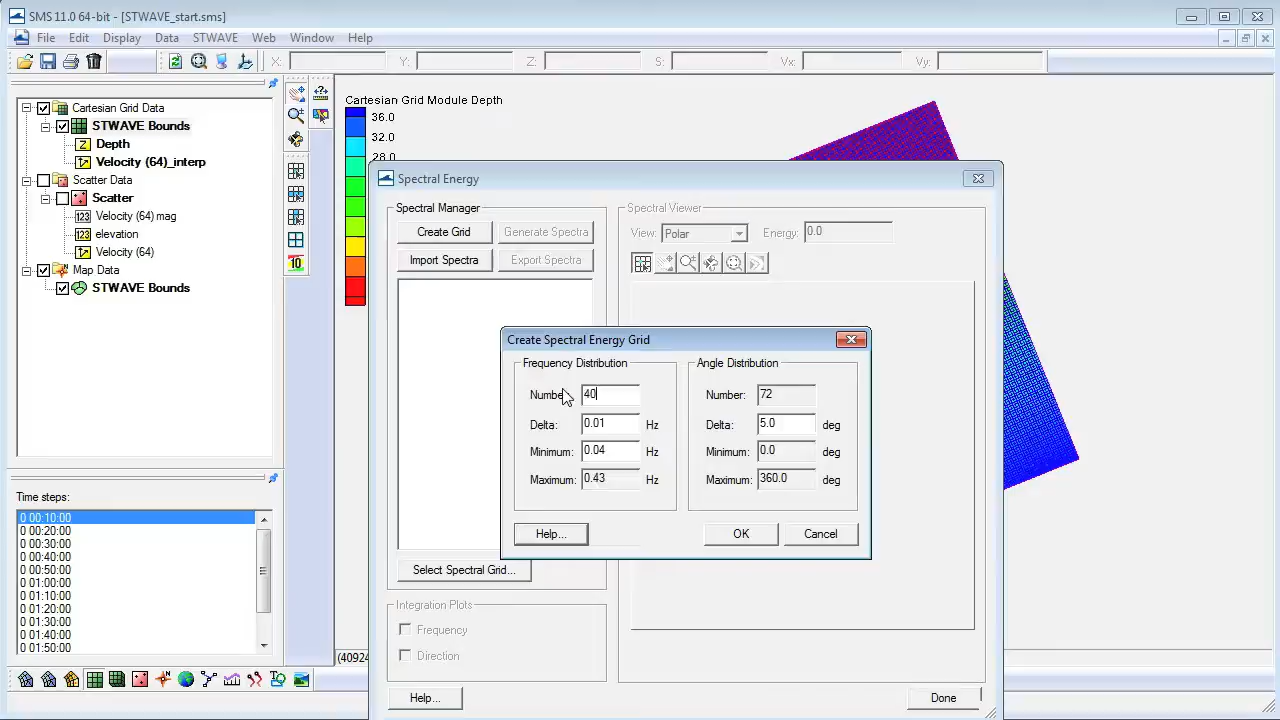 SMS 11.0 64-bit - [STWAVE_start.sms]
File Edit Display Data STWAVE Web Window Help
X: Y: Z: S: Vx: Vy:
Cartesian Grid Data
STWAVE Bounds
Depth
Velocity (64)_interp
Scatter Data
Scatter
Velocity (64) mag
elevation
Velocity (64)
Map Data
STWAVE Bounds
Time steps:
0 00:10:00
0 00:20:00
0 00:30:00
0 00:40:00
0 00:50:00
0 01:00:00
0 01:10:00
0 01:20:00
0 01:30:00
0 01:40:00
0 01:50:00
10
Cartesian Grid Module Depth
36.0
32.0
28.0
(40924
Spectral Energy
Spectral Manager
Create Grid Generate Spectra
Import Spectra Export Spectra
Select Spectral Grid...
Integration Plots
Frequency
Direction
Help...
Spectral Viewer
View: Polar Energy: 0.0
Done
Create Spectral Energy Grid
Frequency Distribution
Number: 40
Delta: 0.01 Hz
Minimum: 0.04 Hz
Maximum: 0.43 Hz
Angle Distribution
Number: 72
Delta: 5.0 deg
Minimum: 0.0 deg
Maximum: 360.0 deg
Help... OK Cancel